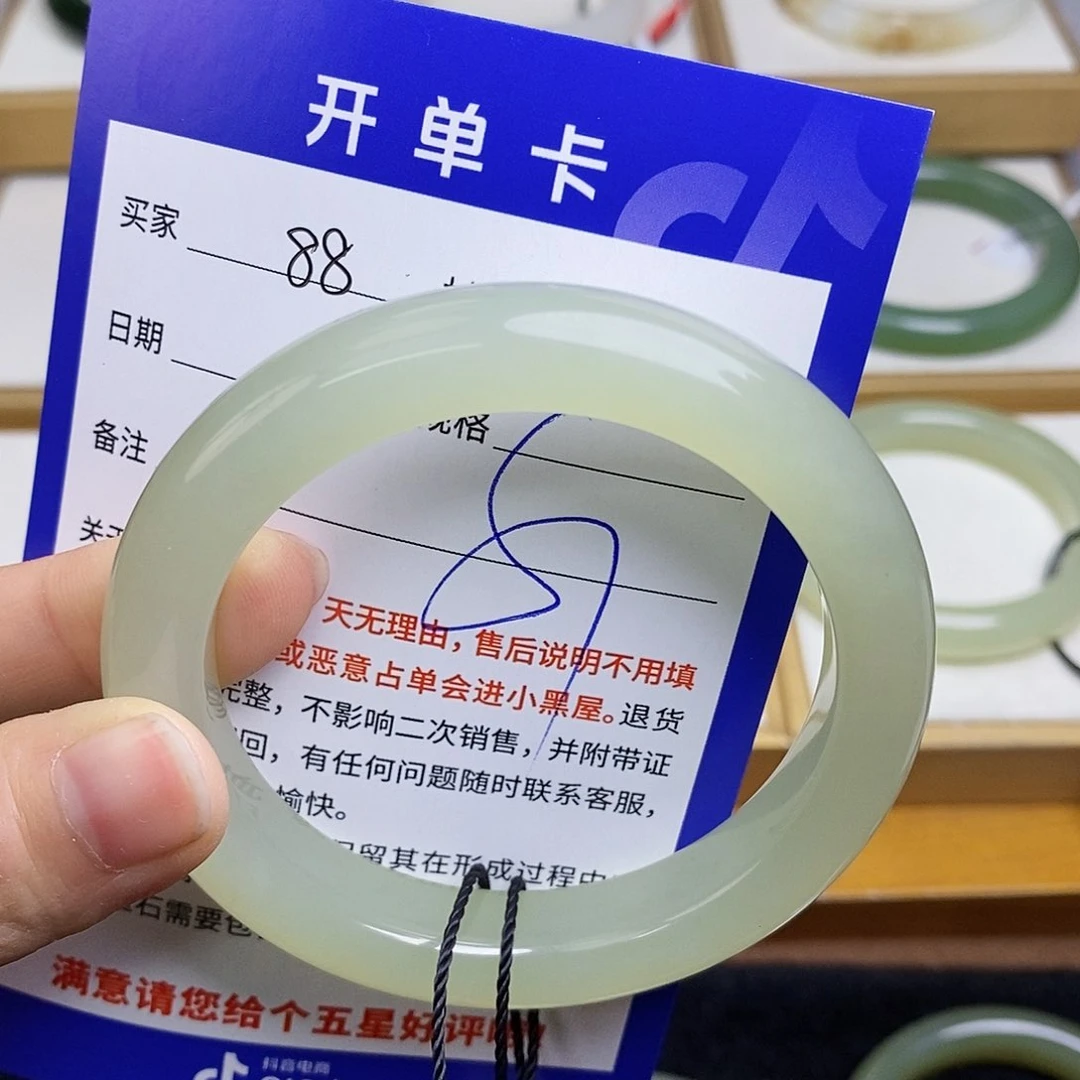 开单卡
买家 88
日期
备注 规格
关
天无理由,售后说明不用填
或恶意占单会进小黑屋。退货
完整,不影响二次销售,并附带证
回,有任何问题随时联系客服,
愉快。
留其在形成过程中
石需要包
满意请您给个五星好评
抖音电商